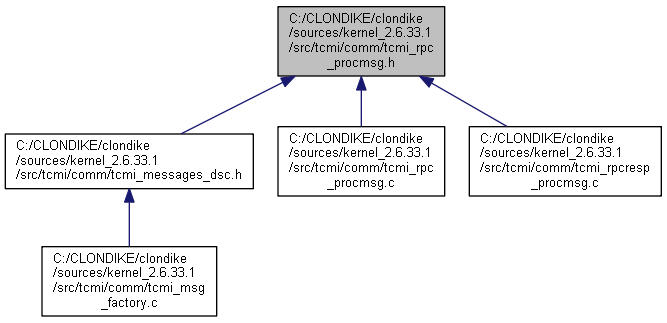 C:/CLONDIKE/clondike
/sources/kernel_2.6.33.1
/src/tcmi/comm/tcmi_rpc
_procmsg.h
C:/CLONDIKE/clondike
/sources/kernel_2.6.33.1
/src/tcmi/comm/tcmi_messages_dsc.h
C:/CLONDIKE/clondike
/sources/kernel_2.6.33.1
/src/tcmi/comm/tcmi_rpc
_procmsg.c
C:/CLONDIKE/clondike
/sources/kernel_2.6.33.1
/src/tcmi/comm/tcmi_rpcresp
_procmsg.c
C:/CLONDIKE/clondike
/sources/kernel_2.6.33.1
/src/tcmi/comm/tcmi_msg
_factory.c